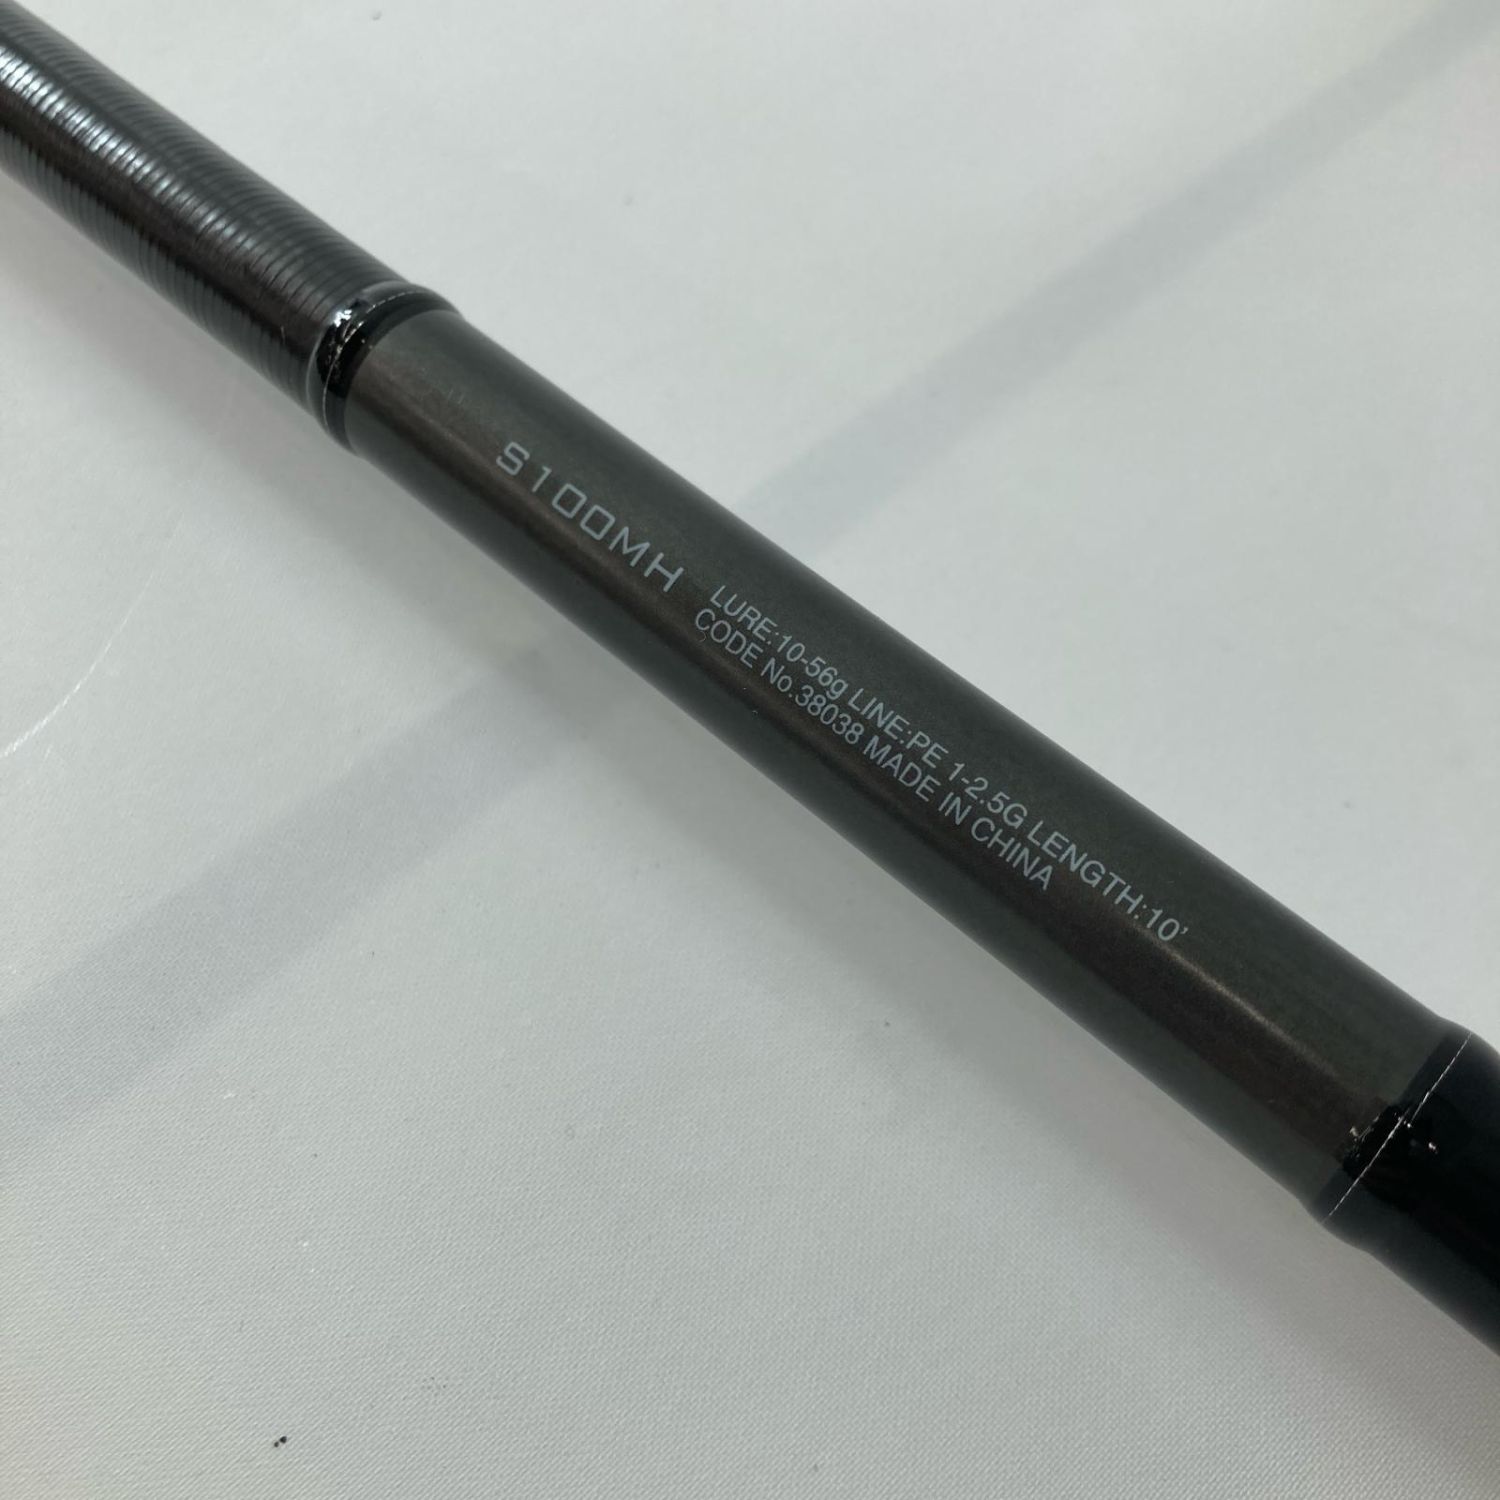 S100MH
LURE:10-56g LINE:PE 1-2.5G LENGTH:10'
CODE No.38038 MADE IN CHINA